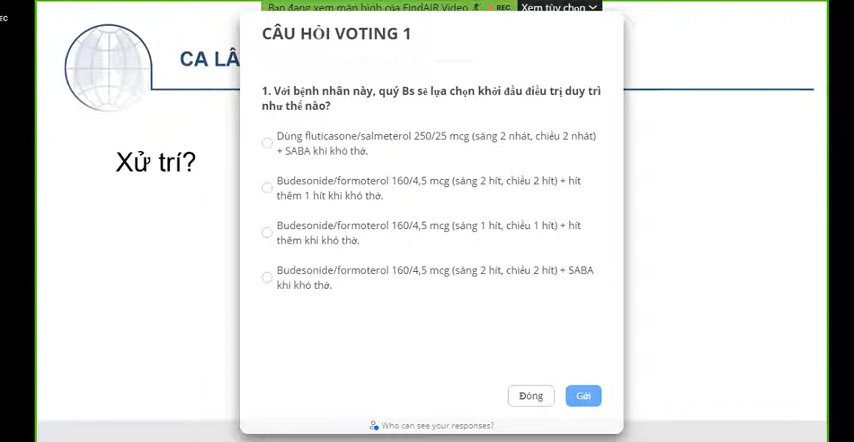 EC
Bạn đang xem màn hình của FindAIR Video
REC
Xem tùy chọn
CÂU HỎI VOTING 1
CA LÂ
1. Với bệnh nhân này, quý Bs sẽ lựa chọn khởi đầu điều trị duy trì
như thế nào?
Dùng fluticasone/salmeterol 250/25 mcg (sáng 2 nhát, chiều 2 nhát)
+ SABA khi khó thở.
Xử trí?
Budesonide/formoterol 160/4,5 mcg (sáng 2 hít, chiều 2 hít) + hít
thêm 1 hít khi khó thở.
Budesonide/formoterol 160/4,5 mcg (sáng 1 hít, chiều 1 hít) + hít
thêm khi khó thở.
Budesonide/formoterol 160/4,5 mcg (sáng 2 hít, chiều 2 hít) + SABA
khi khó thở.
Đóng
Gửi
Who can see your responses?